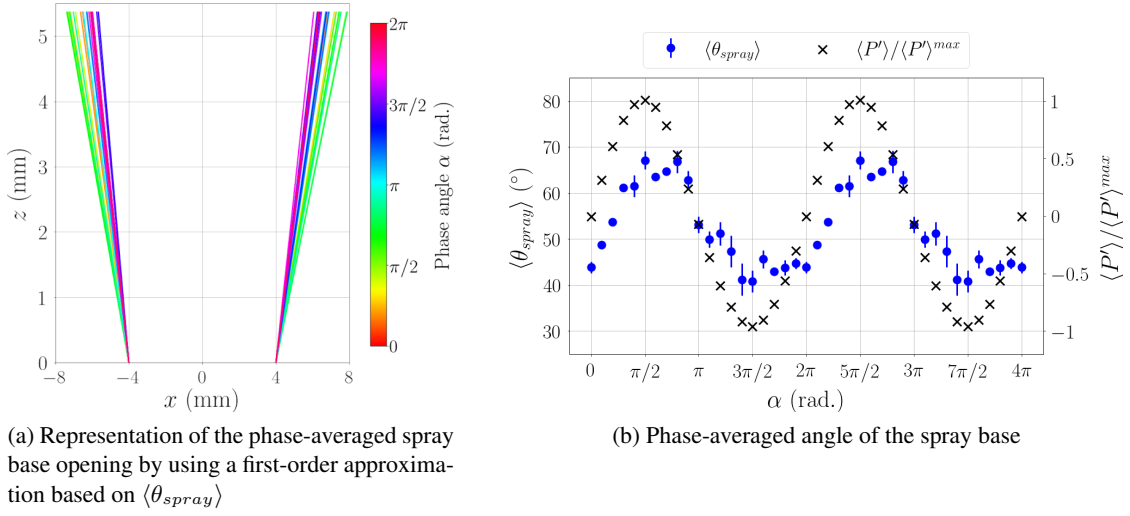 5
4
3
2
1
0
z (mm)
−8 −4 0 4 8
x (mm)
2π
3π/2
π
π/2
0
Phase angle α (rad.)
(a) Representation of the phase-averaged spray
base opening by using a first-order approxima-
tion based on ⟨θ_spray⟩
⟨θ_spray⟩ ⟨P′⟩/⟨P′⟩^max
80
70
60
50
40
30
⟨θ_spray⟩ (°)
1
0.5
0
−0.5
−1
⟨P′⟩/⟨P′⟩^max
0 π/2 π 3π/2 2π 5π/2 3π 7π/2 4π
α (rad.)
(b) Phase-averaged angle of the spray base